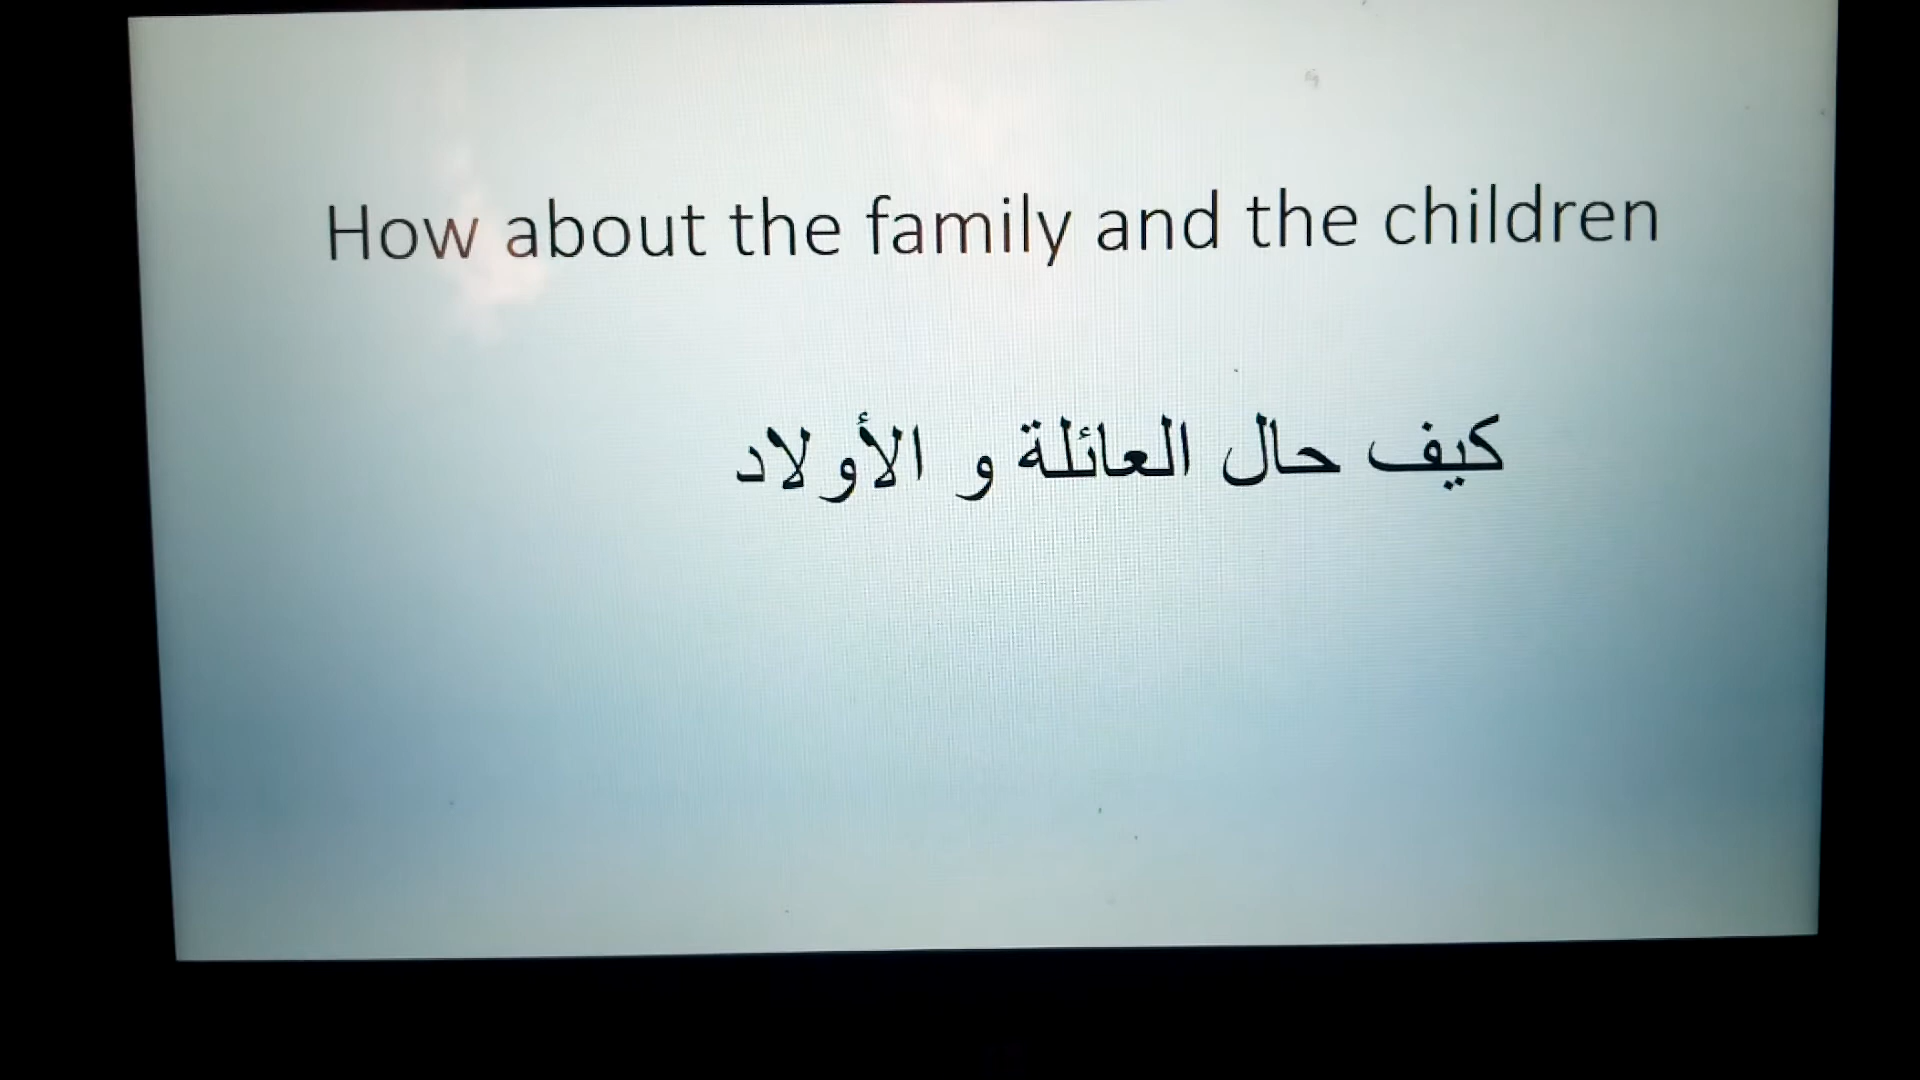 How about the family and the children
كيف حال العائلة و الأولاد